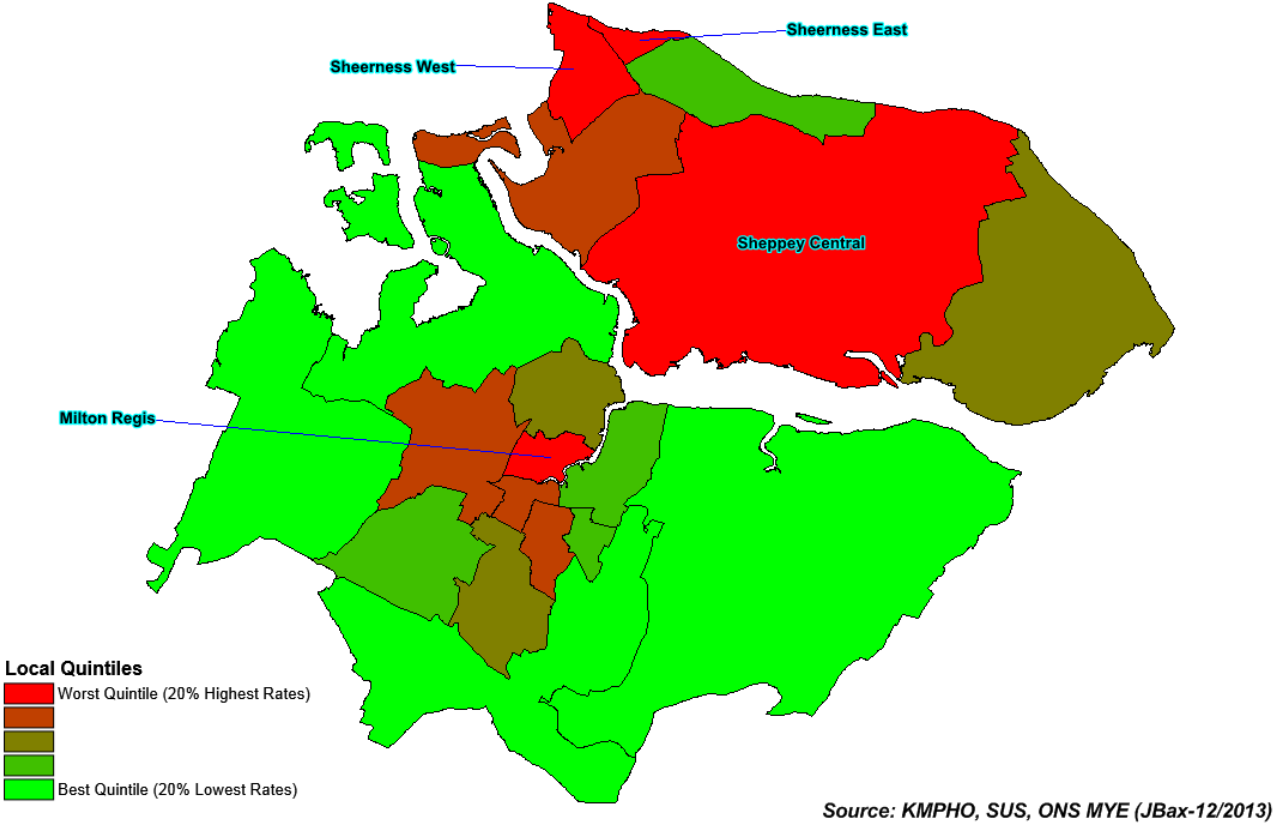 Sheerness East
Sheerness West
Sheppey Central
Milton Regis
Local Quintiles
Worst Quintile (20% Highest Rates)
Best Quintile (20% Lowest Rates)
Source: KMPHO, SUS, ONS MYE (JBax-12/2013)